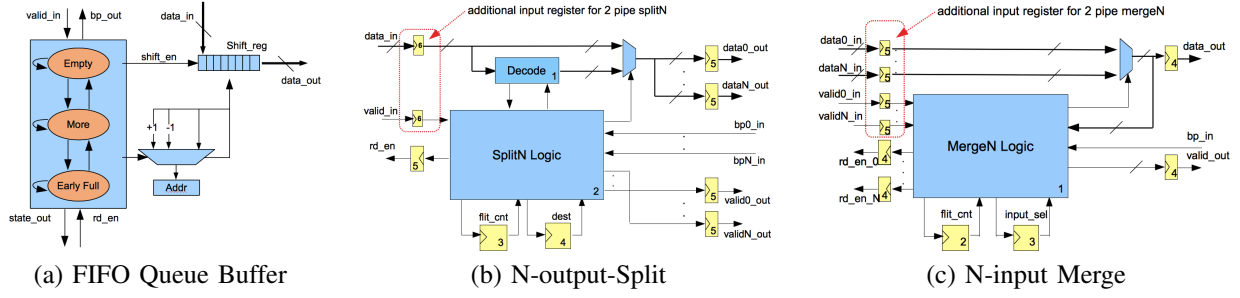 valid_in
bp_out
data_in
Empty
shift_en
Shift_reg
data_out
More
+1
-1
Early Full
Addr
state_out
rd_en
(a) FIFO Queue Buffer
additional input register for 2 pipe splitN
data_in
6
data0_out
5
Decode
1
dataN_out
5
valid_in
6
bp0_in
SplitN Logic
rd_en
5
bpN_in
2
valid0_out
5
flit_cnt
dest
3
4
validN_out
5
(b) N-output-Split
additional input register for 2 pipe mergeN
data0_in
5
data_out
4
dataN_in
5
valid0_in
5
validN_in
5
bp_in
MergeN Logic
rd_en_0
4
valid_out
4
rd_en_N
4
1
flit_cnt
input_sel
2
3
(c) N-input Merge